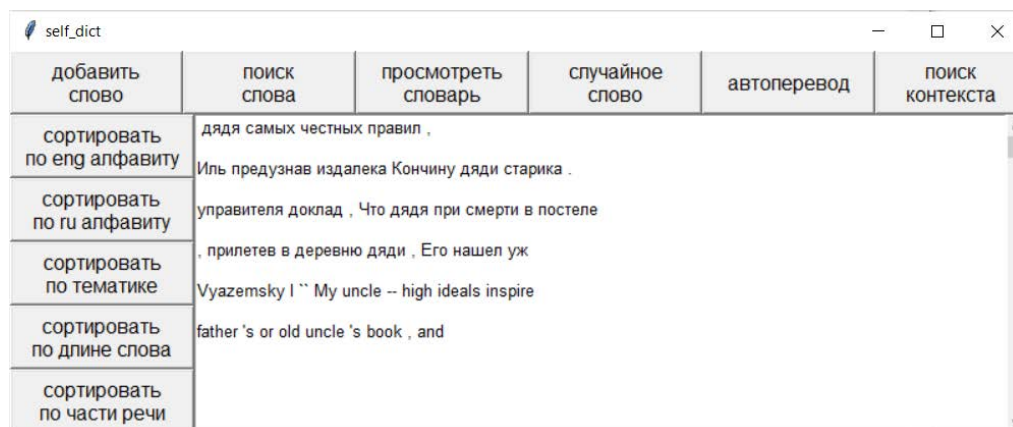 self_dict
добавить
слово
поиск
слова
просмотреть
словарь
случайное
слово
автоперевод
поиск
контекста
сортировать
по eng алфавиту
сортировать
по ru алфавиту
сортировать
по тематике
сортировать
по длине слова
сортировать
по части речи
дядя самых честных правил ,
Иль предузнав издалека Кончину дяди старика .
управителя доклад , Что дядя при смерти в постеле
, прилетев в деревню дяди , Его нашел уж
Vyazemsky I `` My uncle -- high ideals inspire
father 's or old uncle 's book , and